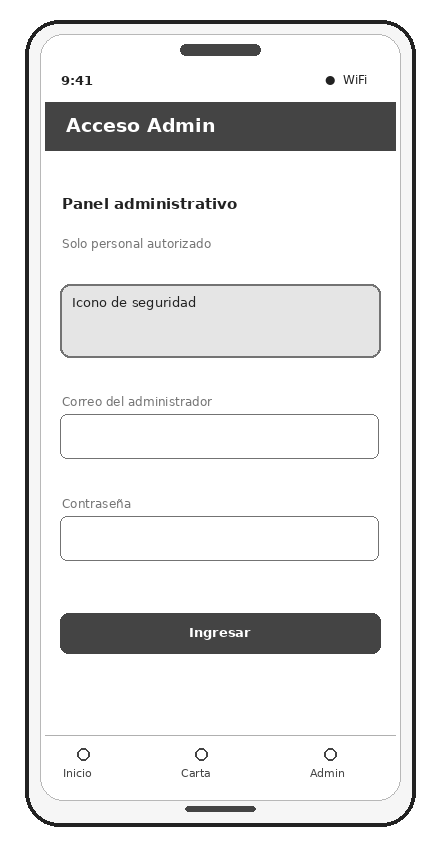 9:41 ● WiFi
Acceso Admin
Panel administrativo
Solo personal autorizado
Icono de seguridad
Correo del administrador
Contraseña
Ingresar
Inicio Carta Admin